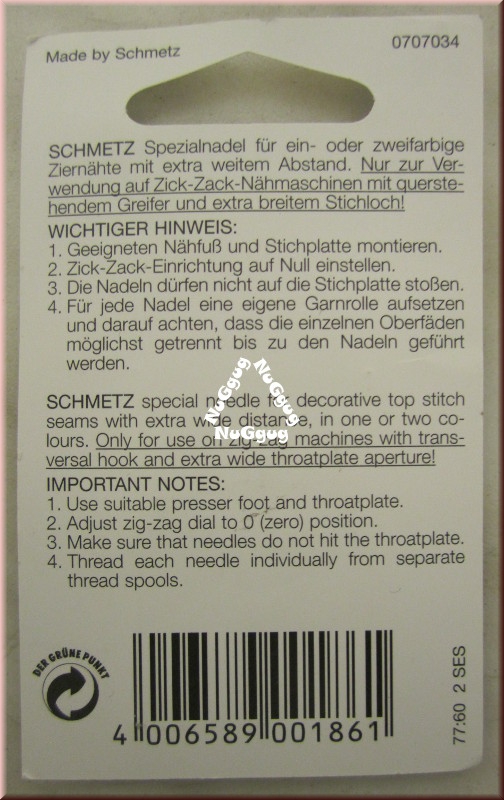 Made by Schmetz
0707034
SCHMETZ Spezialnadel für ein- oder zweifarbige
Ziernähte mit extra weitem Abstand. Nur zur Ver-
wendung auf Zick-Zack-Nähmaschinen mit querste-
hendem Greifer und extra breitem Stichloch!
WICHTIGER HINWEIS:
1. Geeigneten Nähfuß und Stichplatte montieren.
2. Zick-Zack-Einrichtung auf Null einstellen.
3. Die Nadeln dürfen nicht auf die Stichplatte stoßen.
4. Für jede Nadel eine eigene Garnrolle aufsetzen
und darauf achten, dass die einzelnen Oberfäden
möglichst getrennt bis zu den Nadeln geführt
werden.
NuGgug NuGgug NuGgug
SCHMETZ special needle for decorative top stitch
seams with extra wide distance, in one or two co-
lours. Only for use on zig-zag machines with trans-
versal hook and extra wide throatplate aperture!
IMPORTANT NOTES:
1. Use suitable presser foot and throatplate.
2. Adjust zig-zag dial to 0 (zero) position.
3. Make sure that needles do not hit the throatplate.
4. Thread each needle individually from separate
thread spools.
DER GRÜNE PUNKT
4 006589 001861
77:60 2 SES